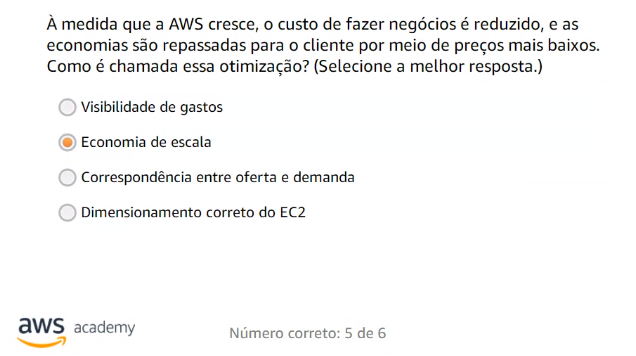 À medida que a AWS cresce, o custo de fazer negócios é reduzido, e as
economias são repassadas para o cliente por meio de preços mais baixos.
Como é chamada essa otimização? (Selecione a melhor resposta.)
Visibilidade de gastos
Economia de escala
Correspondência entre oferta e demanda
Dimensionamento correto do EC2
aws academy
Número correto: 5 de 6